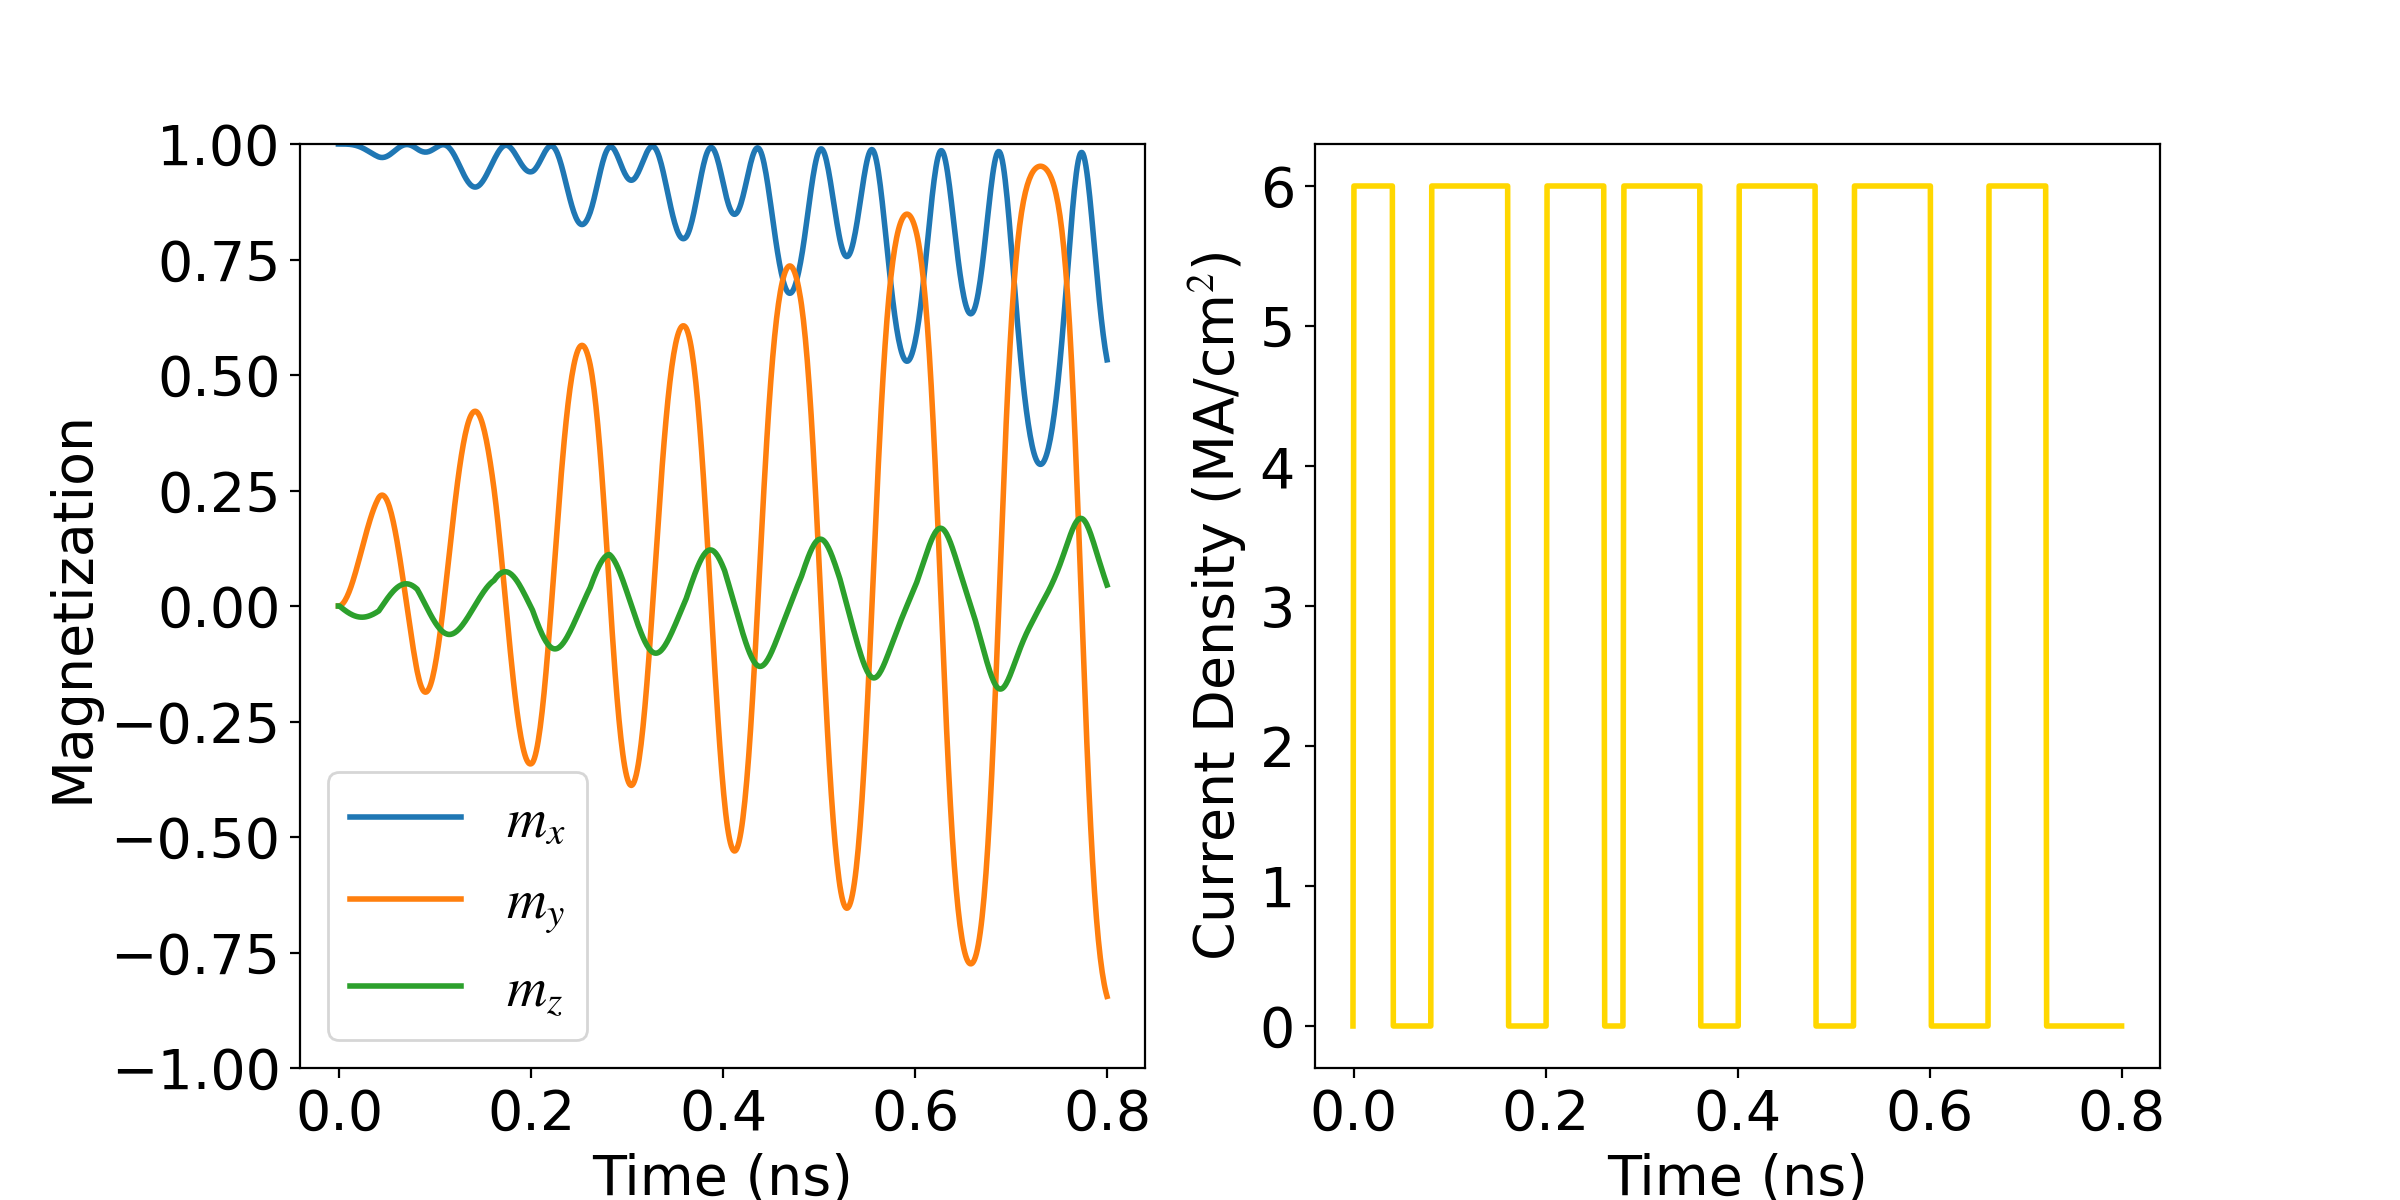 Magnetization
1.00
0.75
0.50
0.25
0.00
−0.25
−0.50
−0.75
−1.00
m_x
m_y
m_z
0.0 0.2 0.4 0.6 0.8
Time (ns)
Current Density (MA/cm²)
6
5
4
3
2
1
0
0.0 0.2 0.4 0.6 0.8
Time (ns)